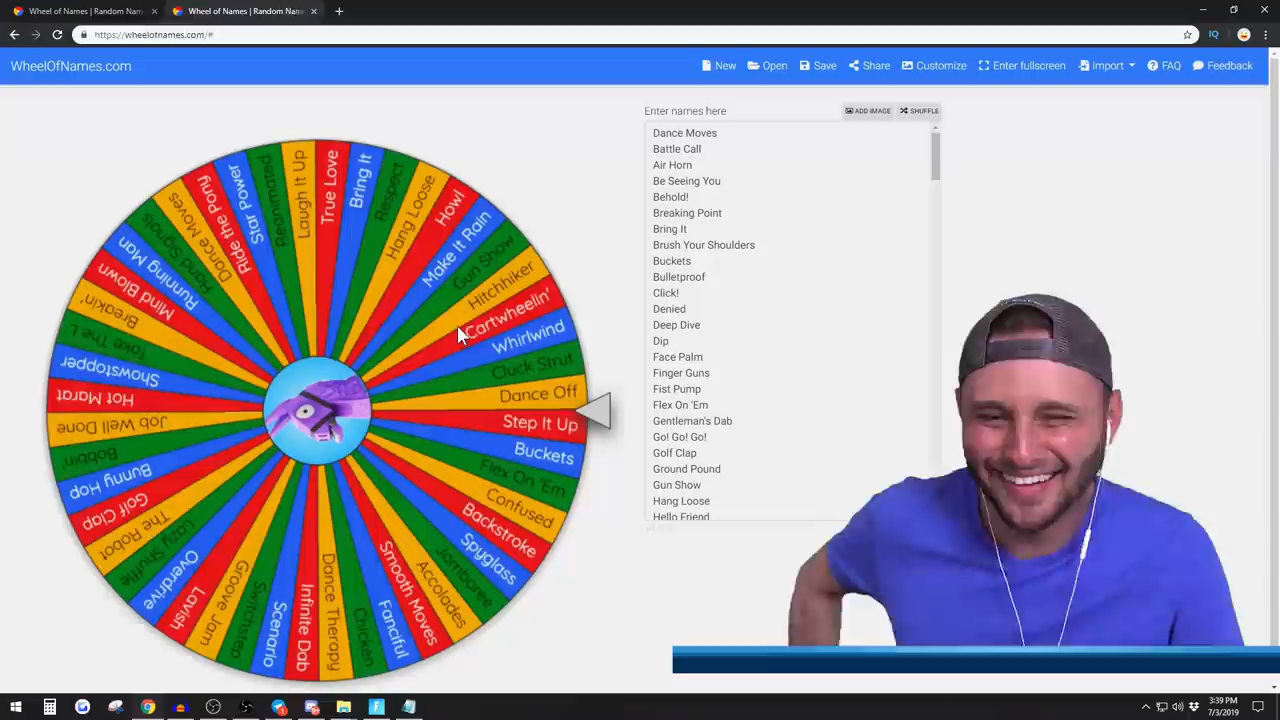 Wheel of Names | Random Nam
Wheel of Names | Random Nam
https://wheelofnames.com/#
IQ
WheelOfNames.com
New
Open
Save
Share
Customize
Enter fullscreen
Import
FAQ
Feedback
Enter names here
ADD IMAGE
SHUFFLE
Dance Moves
Battle Call
Air Horn
Be Seeing You
Behold!
Breaking Point
Bring It
Brush Your Shoulders
Buckets
Bulletproof
Click!
Denied
Deep Dive
Dip
Face Palm
Finger Guns
Fist Pump
Flex On 'Em
Gentleman's Dab
Go! Go! Go!
Golf Clap
Ground Pound
Gun Show
Hang Loose
Hello Friend
True Love
Bring It
Respect
Hang Loose
Howl
Make It Rain
Gun Show
Hitchhiker
Cartwheelin'
Whirlwind
Cluck Strut
Dance Off
Step It Up
Buckets
Flex On 'Em
Confused
Backstroke
Spyglass
Jamboree
Accolades
Smooth Moves
Fanciful
Chicken
Dance Therapy
Infinite Dab
Scenario
Switchstep
Groove Jam
Lavish
Overdrive
Lazy Shuffle
The Robot
Golf Clap
Bunny Hop
Bobbin'
Job Well Done
Hot Marat
Showstopper
Take The L
Breakin'
Mind Blown
Running Man
Hand Signals
Dance Moves
Ride the Pony
Star Power
Reanimated
Laugh It Up
3:39 PM
7/3/2019